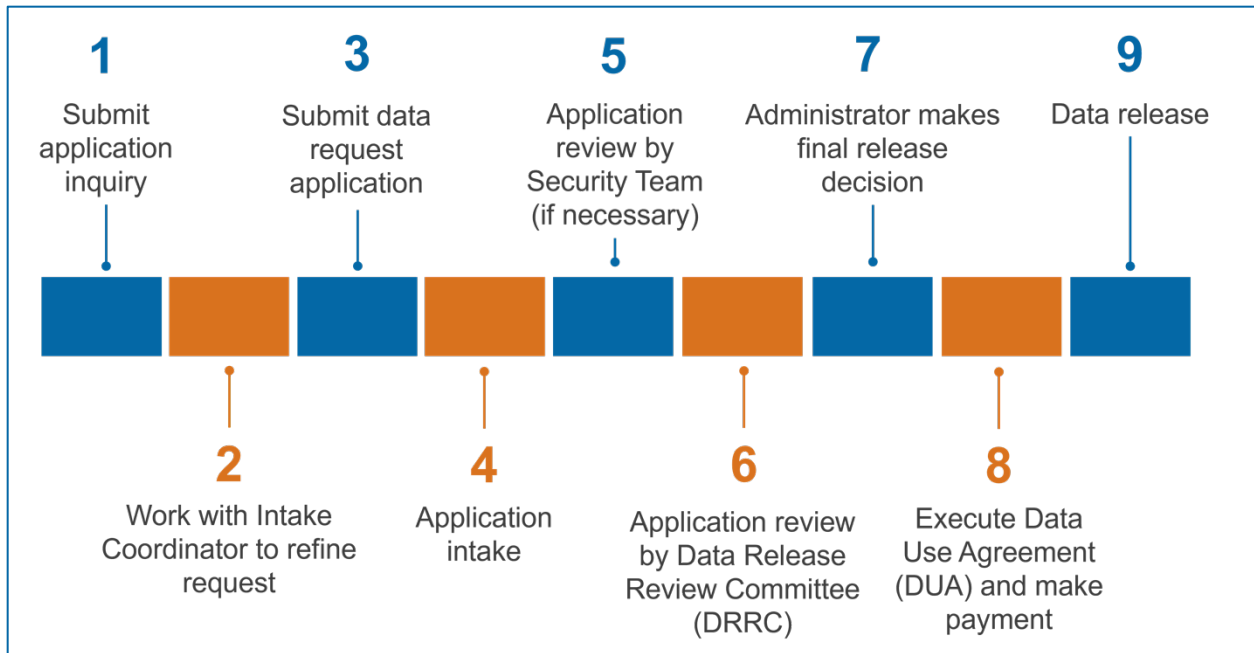 1
Submit
application
inquiry
2
Work with Intake
Coordinator to refine
request
3
Submit data
request
application
4
Application
intake
5
Application
review by
Security Team
(if necessary)
6
Application review
by Data Release
Review Committee
(DRRC)
7
Administrator makes
final release
decision
8
Execute Data
Use Agreement
(DUA) and make
payment
9
Data release